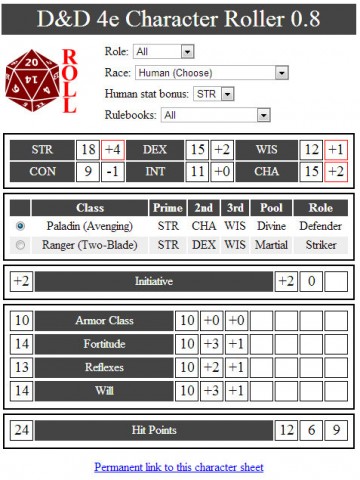 D&D 4e Character Roller 0.8
20
14
ROLL
Role: All
Race: Human (Choose)
Human stat bonus: STR
Rulebooks: All
STR 18 +4 DEX 15 +2 WIS 12 +1
CON 9 -1 INT 11 +0 CHA 15 +2
Class Prime 2nd 3rd Pool Role
Paladin (Avenging) STR CHA WIS Divine Defender
Ranger (Two-Blade) STR DEX WIS Martial Striker
+2 Initiative +2 0
10 Armor Class 10 +0 +0
14 Fortitude 10 +3 +1
13 Reflexes 10 +2 +1
14 Will 10 +3 +1
24 Hit Points 12 6 9
Permanent link to this character sheet